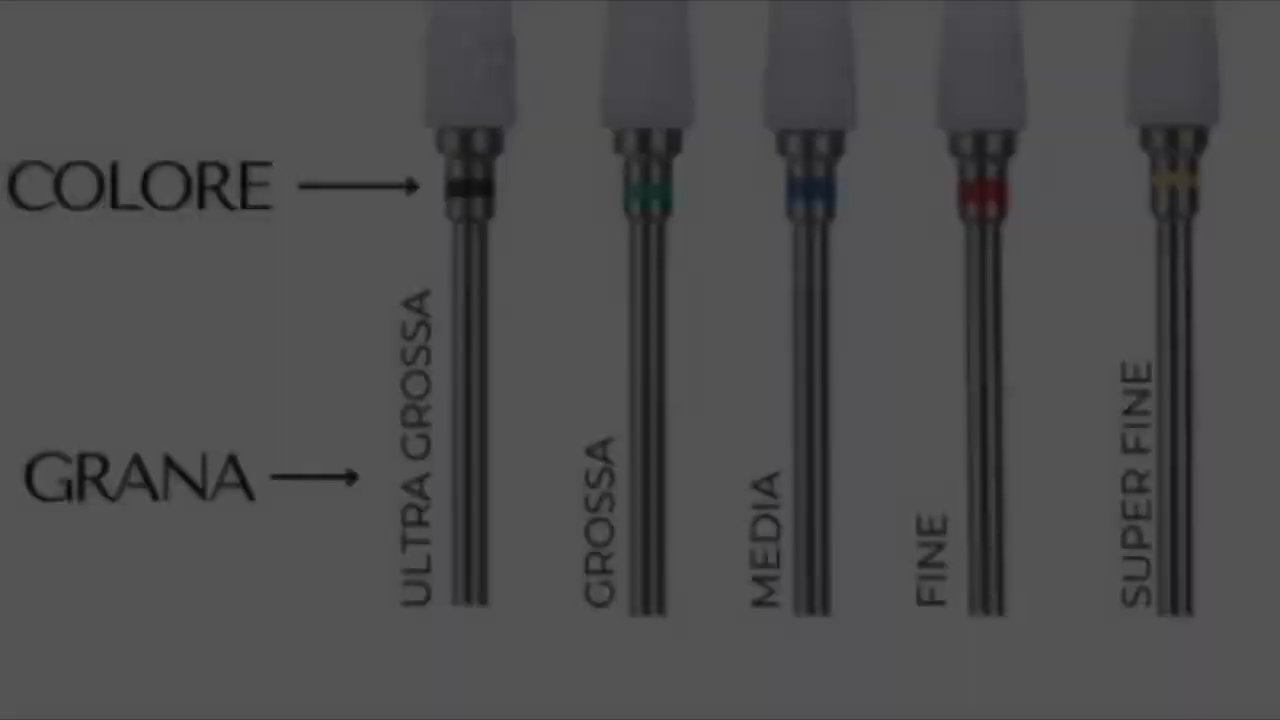 COLORE
GRANA
ULTRA GROSSA
GROSSA
MEDIA
FINE
SUPER FINE